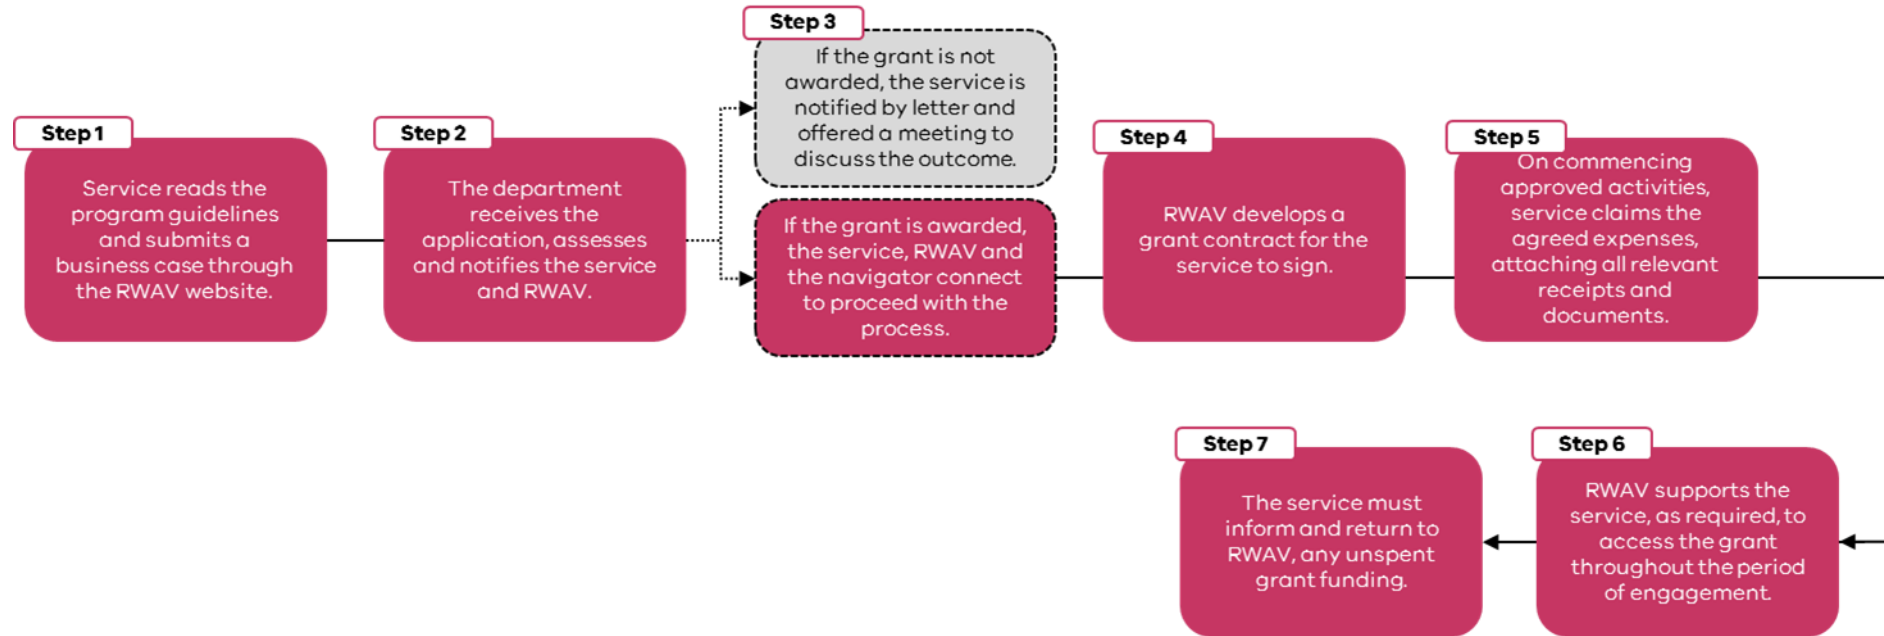 Step 1
Service reads the
program guidelines
and submits a
business case through
the RWAV website.
Step 2
The department
receives the
application, assesses
and notifies the service
and RWAV.
Step 3
If the grant is not
awarded, the service is
notified by letter and
offered a meeting to
discuss the outcome.
If the grant is awarded,
the service, RWAV and
the navigator connect
to proceed with the
process.
Step 4
RWAV develops a
grant contract for the
service to sign.
Step 5
On commencing
approved activities,
service claims the
agreed expenses,
attaching all relevant
receipts and
documents.
Step 6
RWAV supports the
service, as required, to
access the grant
throughout the period
of engagement.
Step 7
The service must
inform and return to
RWAV, any unspent
grant funding.